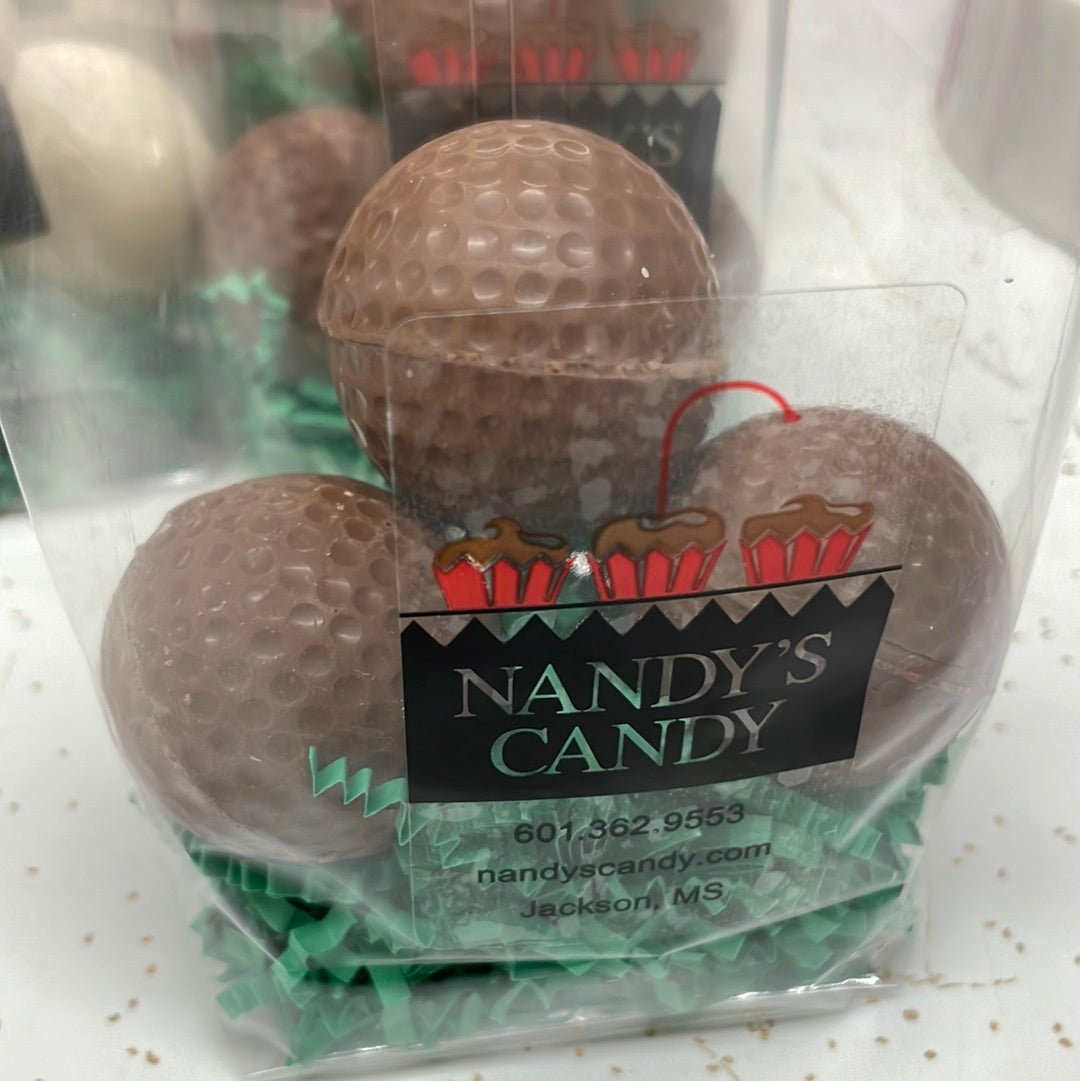 'S
NANDY'S
CANDY
601.362.9553
nandyscandy.com
Jackson, MS